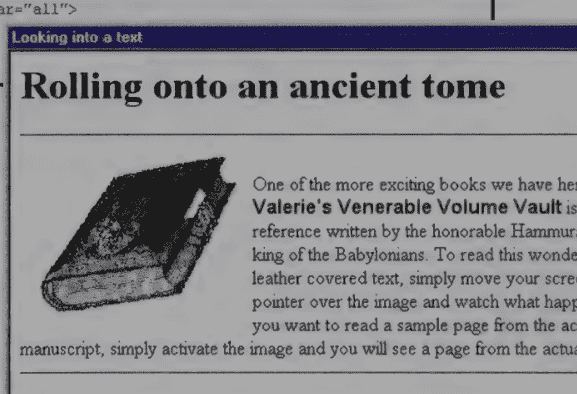 ar="all">
Looking into a text
Rolling onto an ancient tome
One of the more exciting books we have her
Valerie's Venerable Volume Vault is
reference written by the honorable Hammur
king of the Babylonians. To read this wonde
leather covered text, simply move your scre
pointer over the image and watch what happ
you want to read a sample page from the ac
manuscript, simply activate the image and you will see a page from the actua